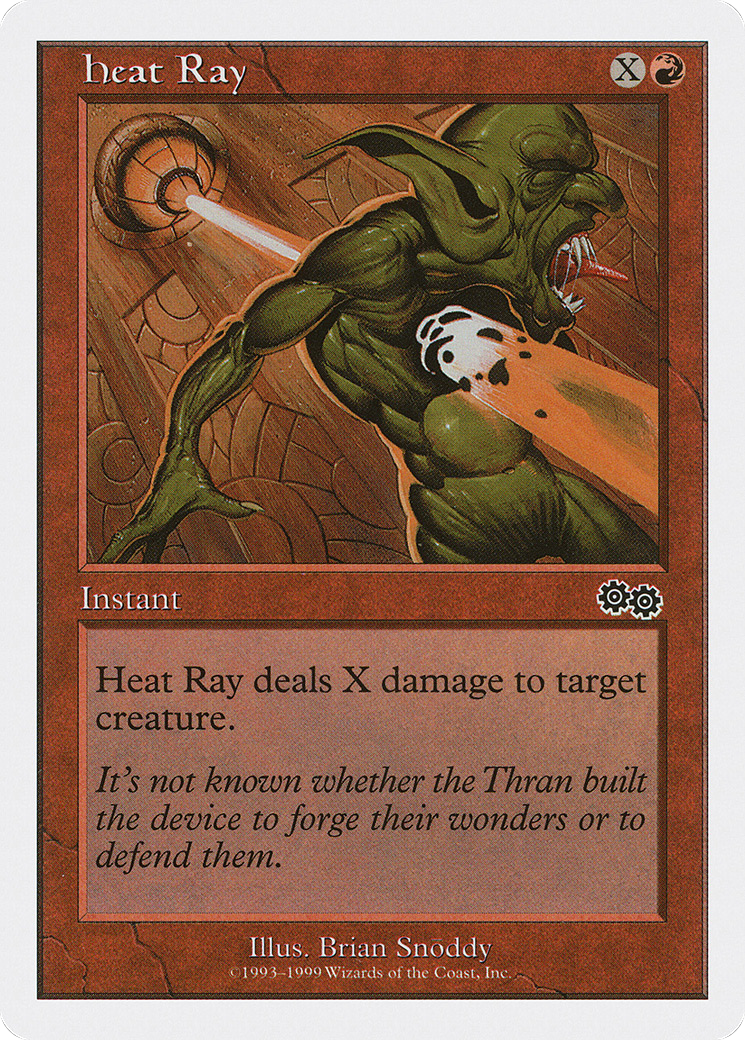 Heat Ray
X
Instant
Heat Ray deals X damage to target
creature.
It's not known whether the Thran built
the device to forge their wonders or to
defend them.
Illus. Brian Snoddy
©1993–1999 Wizards of the Coast, Inc.